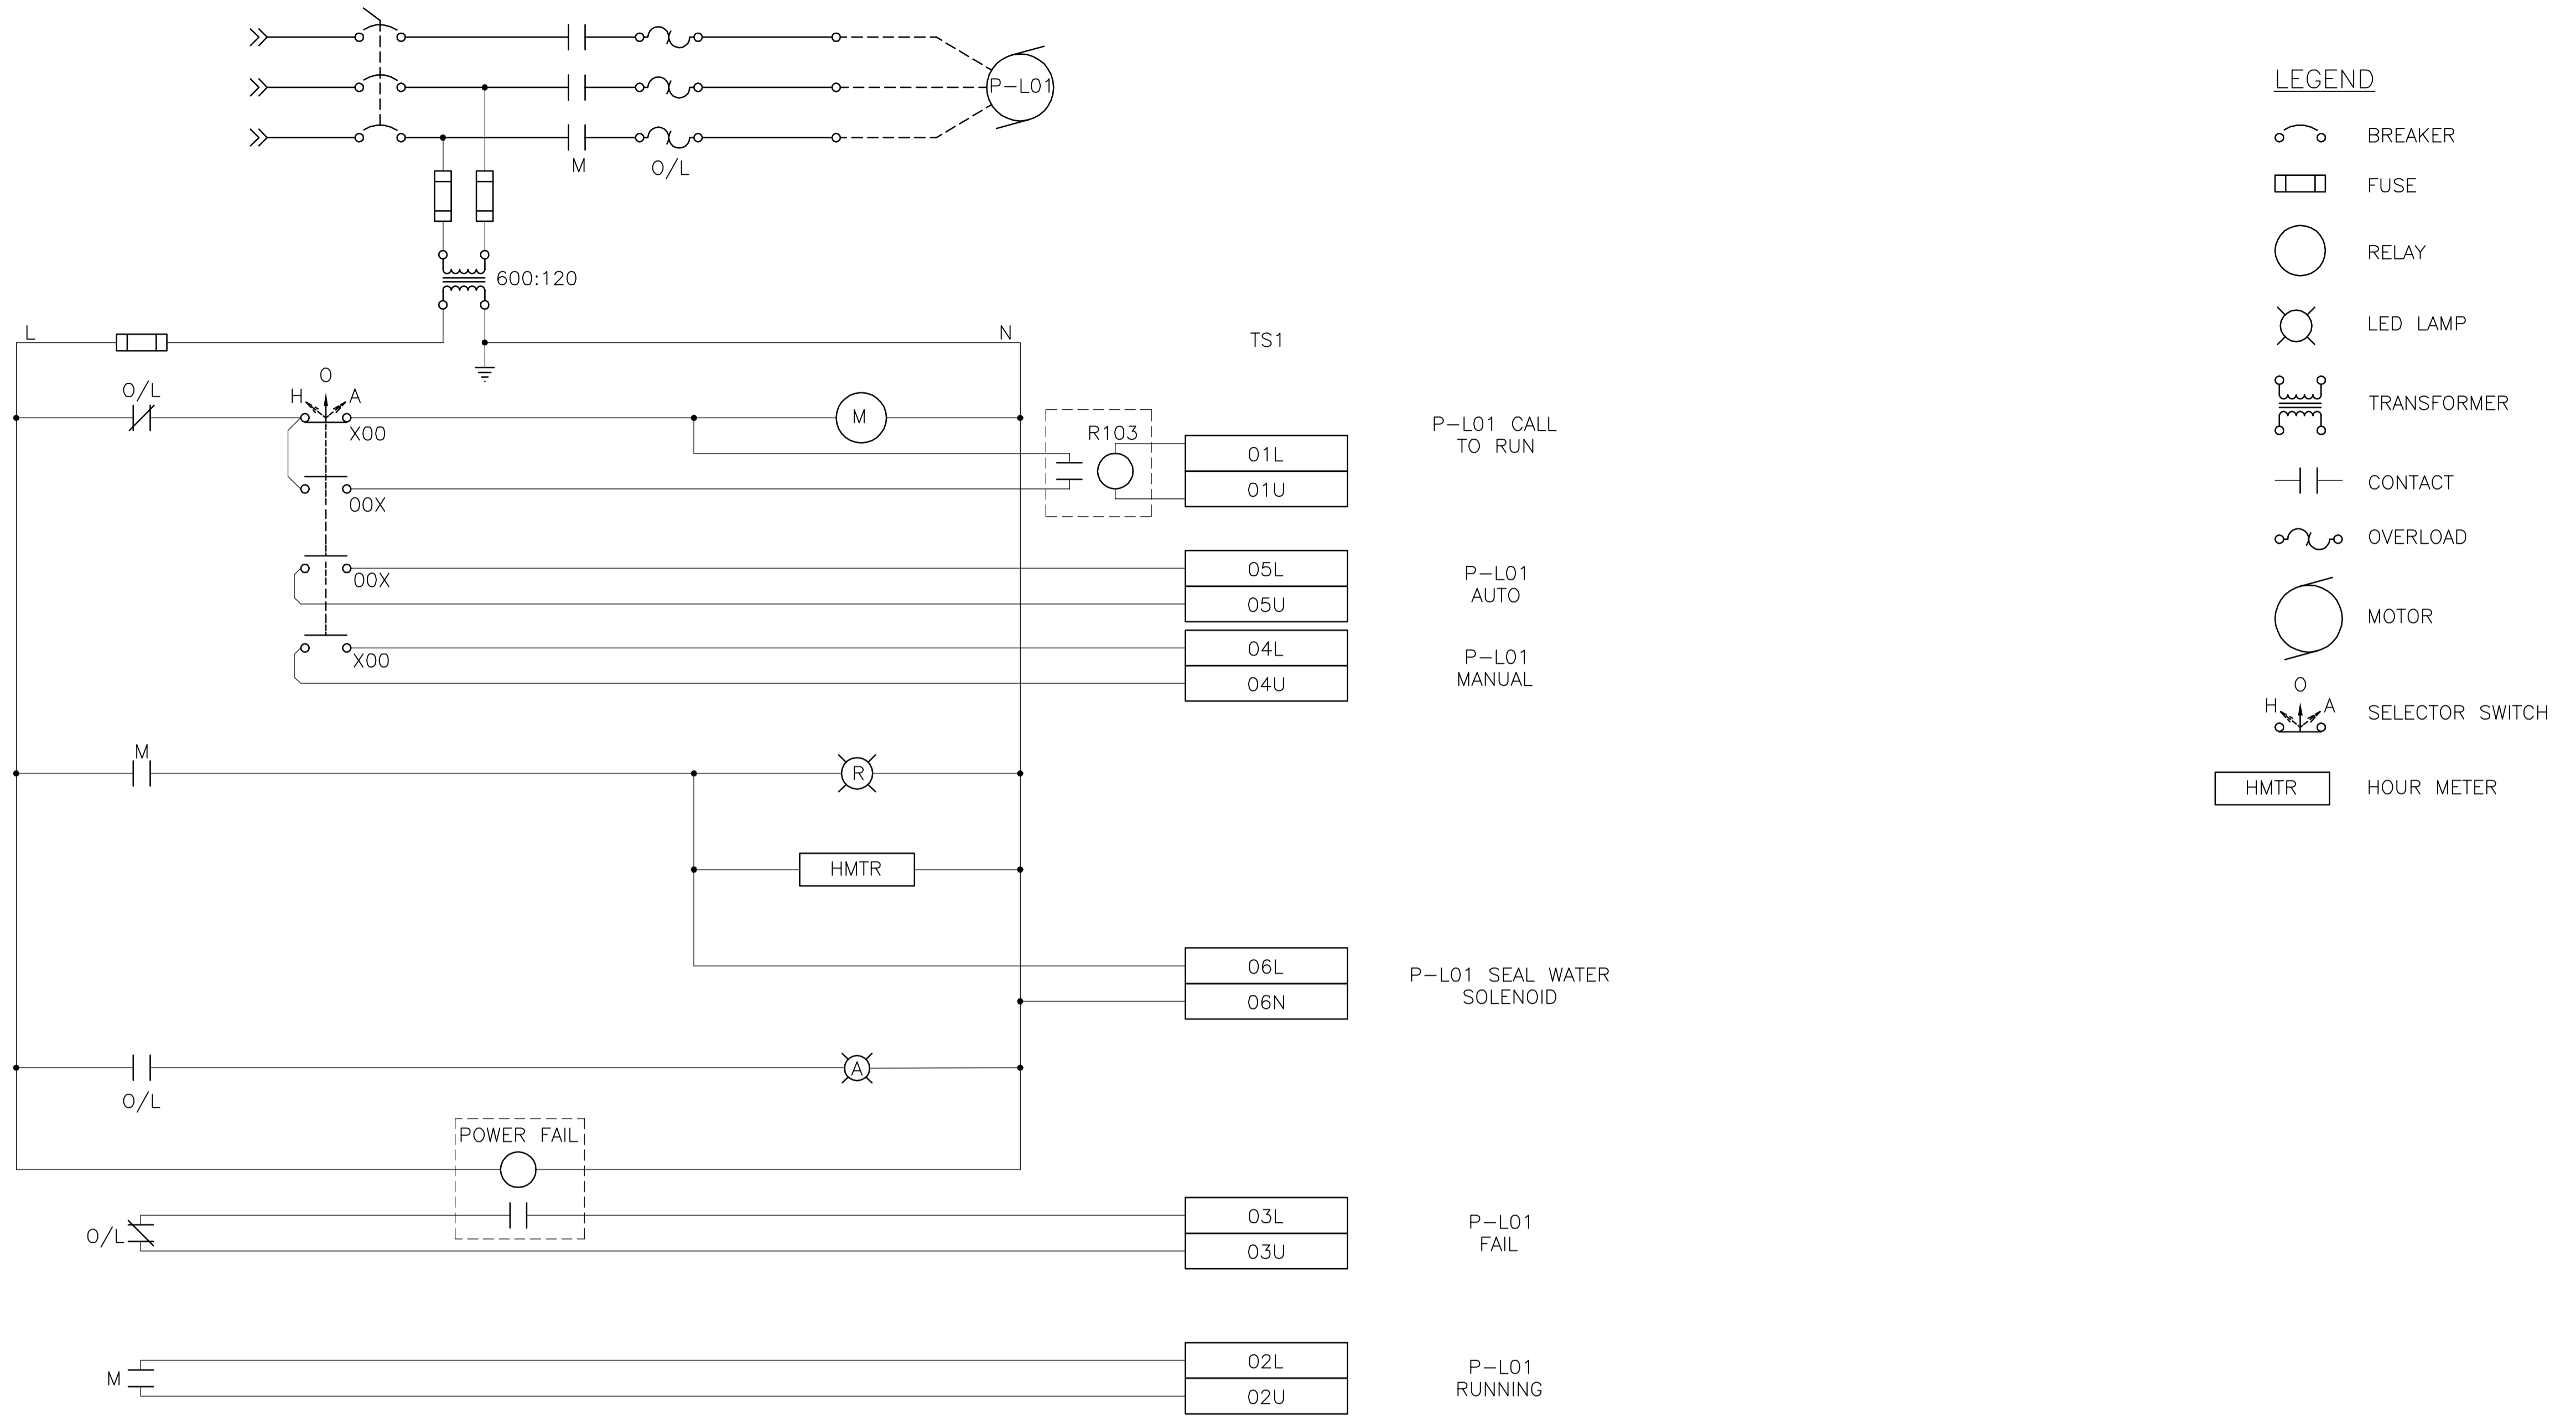 P-L01
M
O/L
600:120
L
N
TS1
O
H A
O/L
X00
M
R103
01L
01U
P-L01 CALL
TO RUN
00X
00X
05L
05U
P-L01
AUTO
X00
04L
04U
P-L01
MANUAL
M
R
HMTR
06L
06N
P-L01 SEAL WATER
SOLENOID
O/L
A
POWER FAIL
O/L
03L
03U
P-L01
FAIL
M
02L
02U
P-L01
RUNNING
LEGEND
BREAKER
FUSE
RELAY
LED LAMP
TRANSFORMER
CONTACT
OVERLOAD
MOTOR
O
H A
SELECTOR SWITCH
HMTR HOUR METER